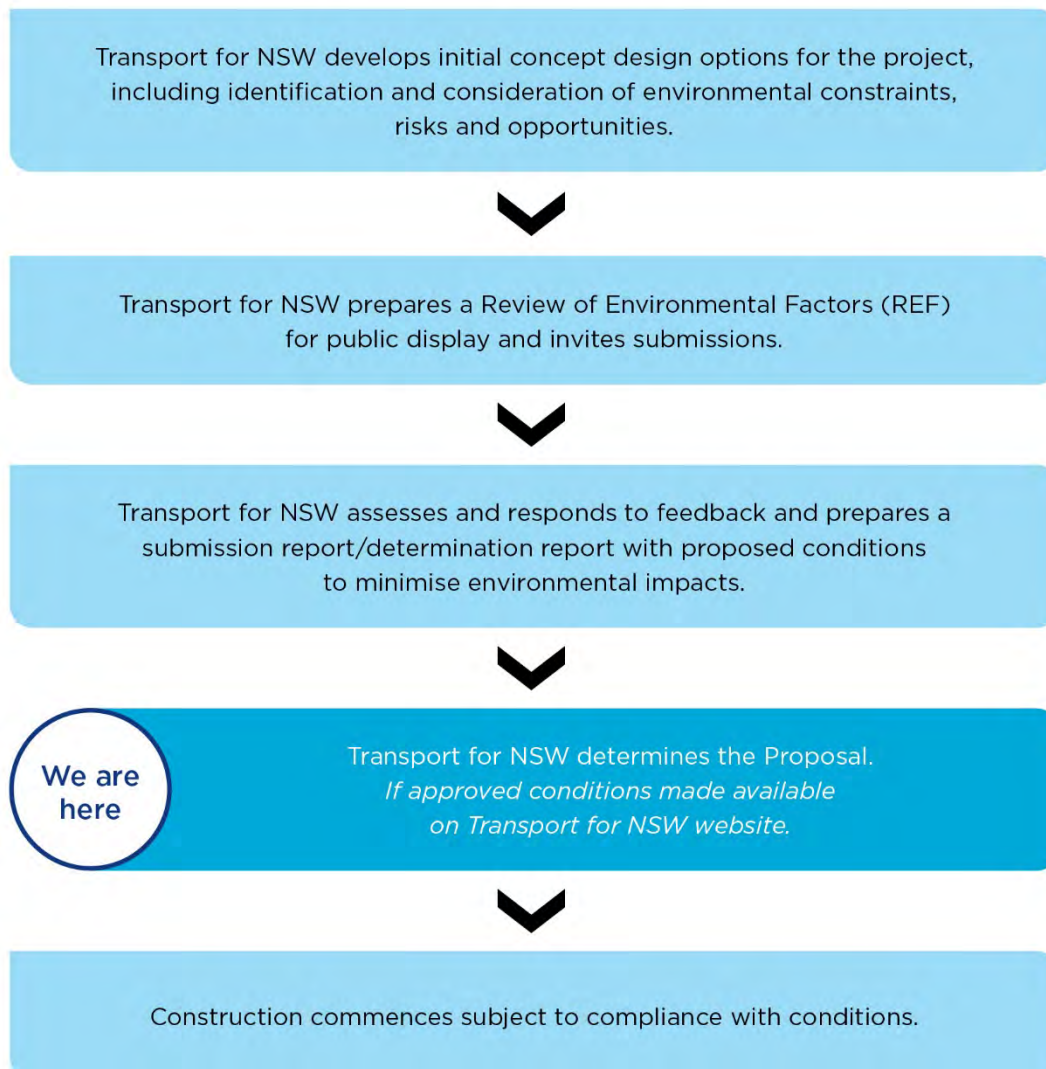 Transport for NSW develops initial concept design options for the project,
including identification and consideration of environmental constraints,
risks and opportunities.
Transport for NSW prepares a Review of Environmental Factors (REF)
for public display and invites submissions.
Transport for NSW assesses and responds to feedback and prepares a
submission report/determination report with proposed conditions
to minimise environmental impacts.
We are
here
Transport for NSW determines the Proposal.
If approved conditions made available
on Transport for NSW website.
Construction commences subject to compliance with conditions.